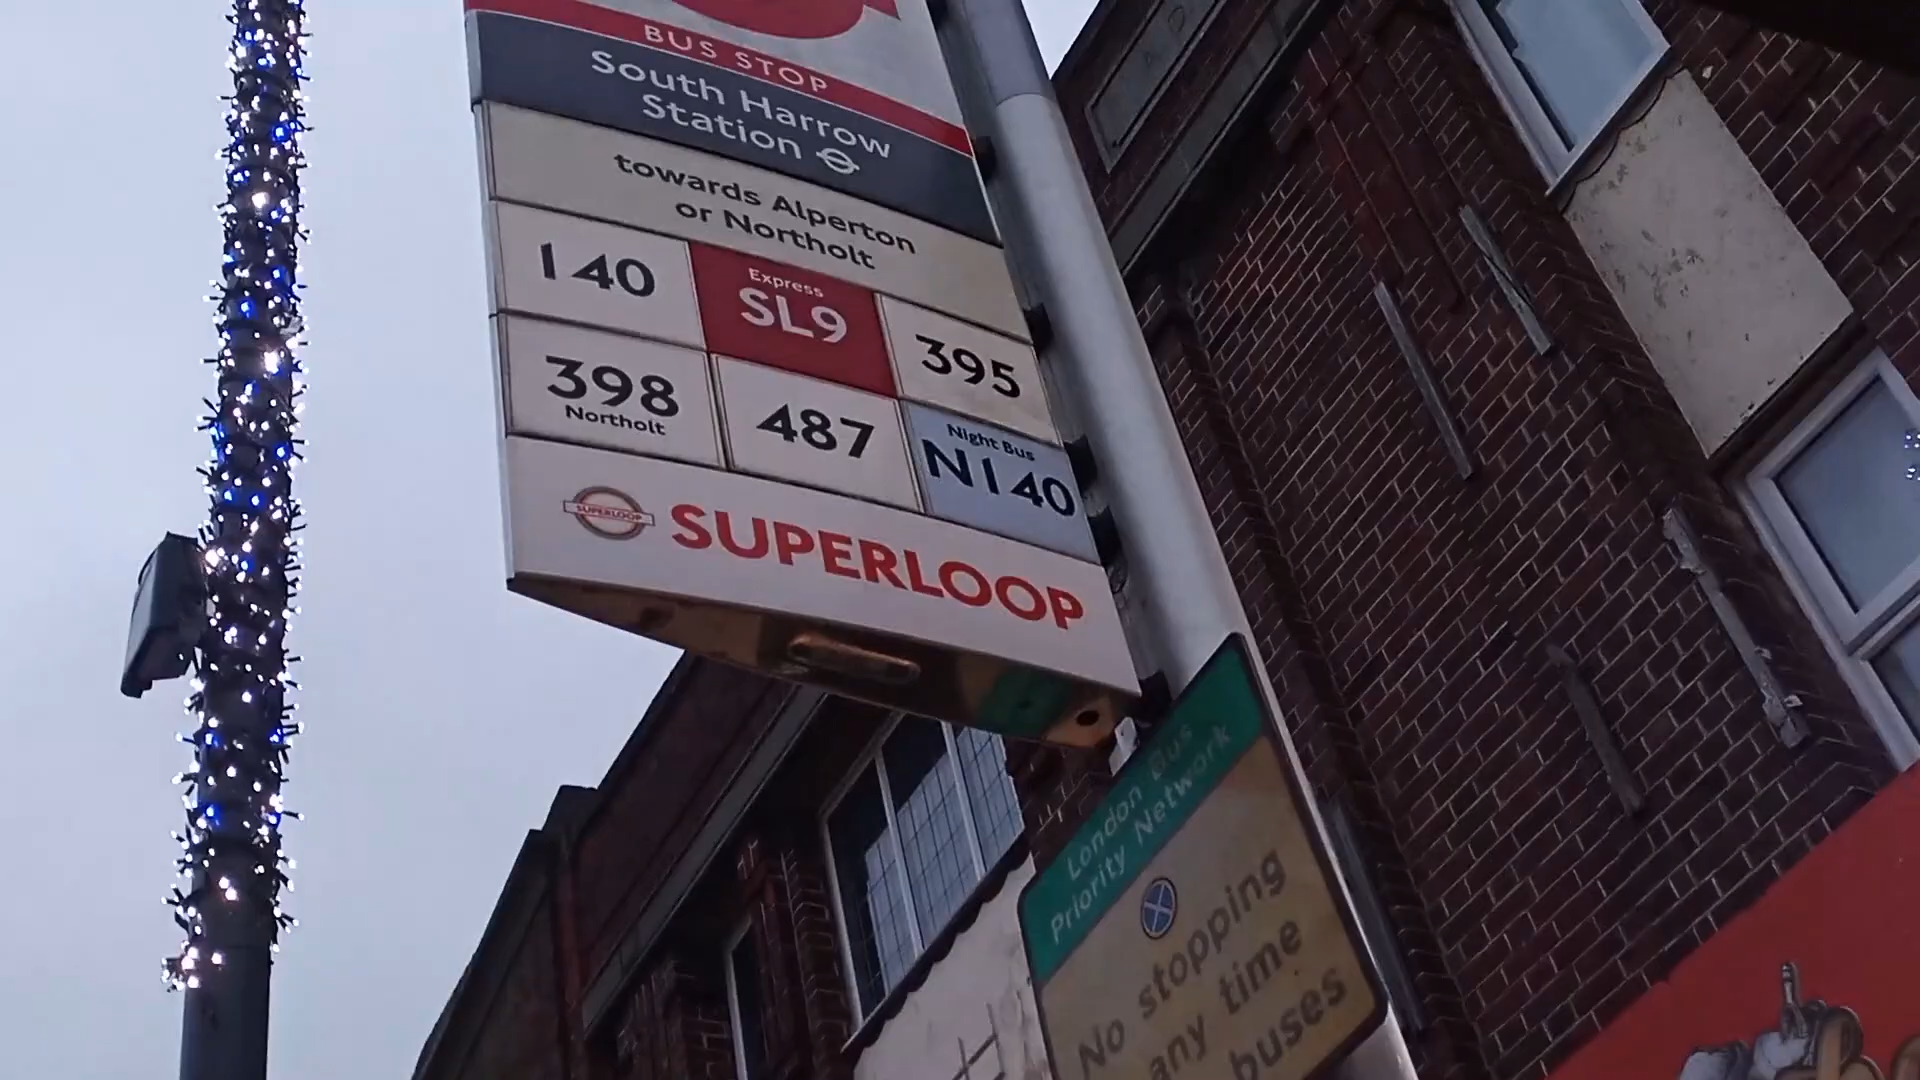 BUS STOP
South Harrow
Station
towards Alperton
or Northolt
140
Express
SL9
395
398
Northolt
487
Night Bus
N140
SUPERLOOP
SUPERLOOP
London Bus
Priority Network
No stopping
any time
buses